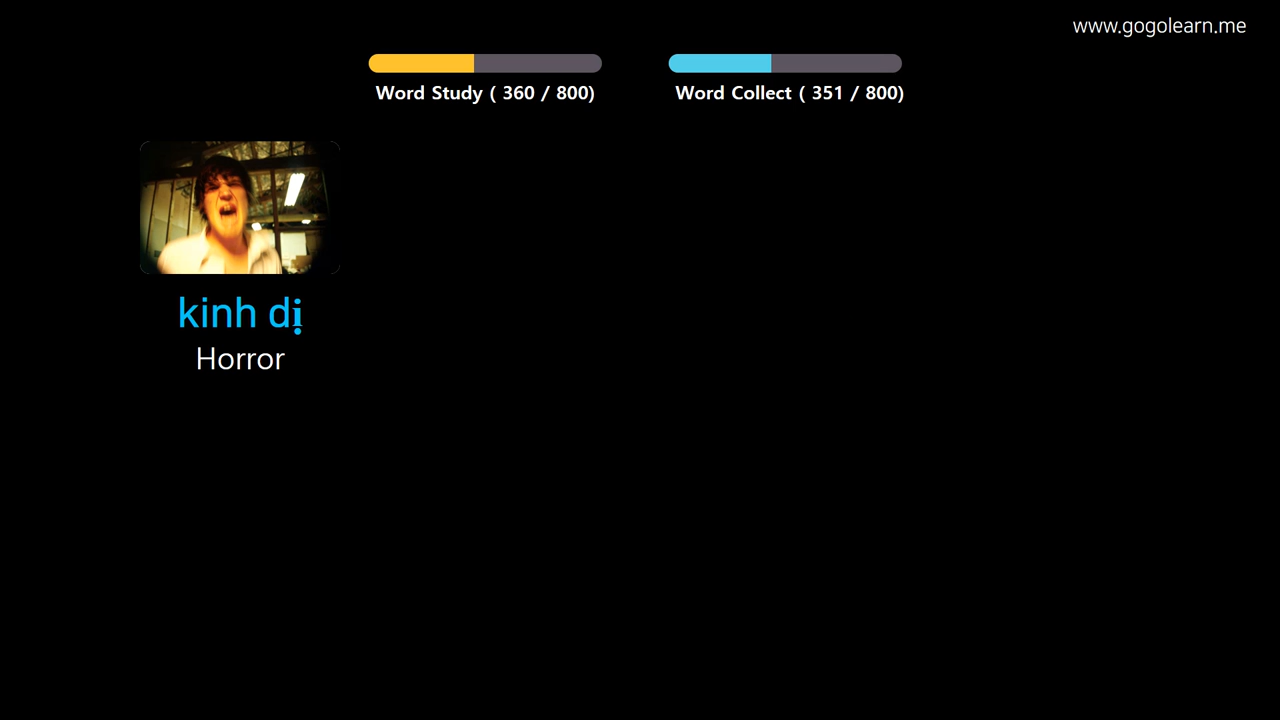 www.gogolearn.me
Word Study ( 360 / 800)
Word Collect ( 351 / 800)
kinh dị
Horror